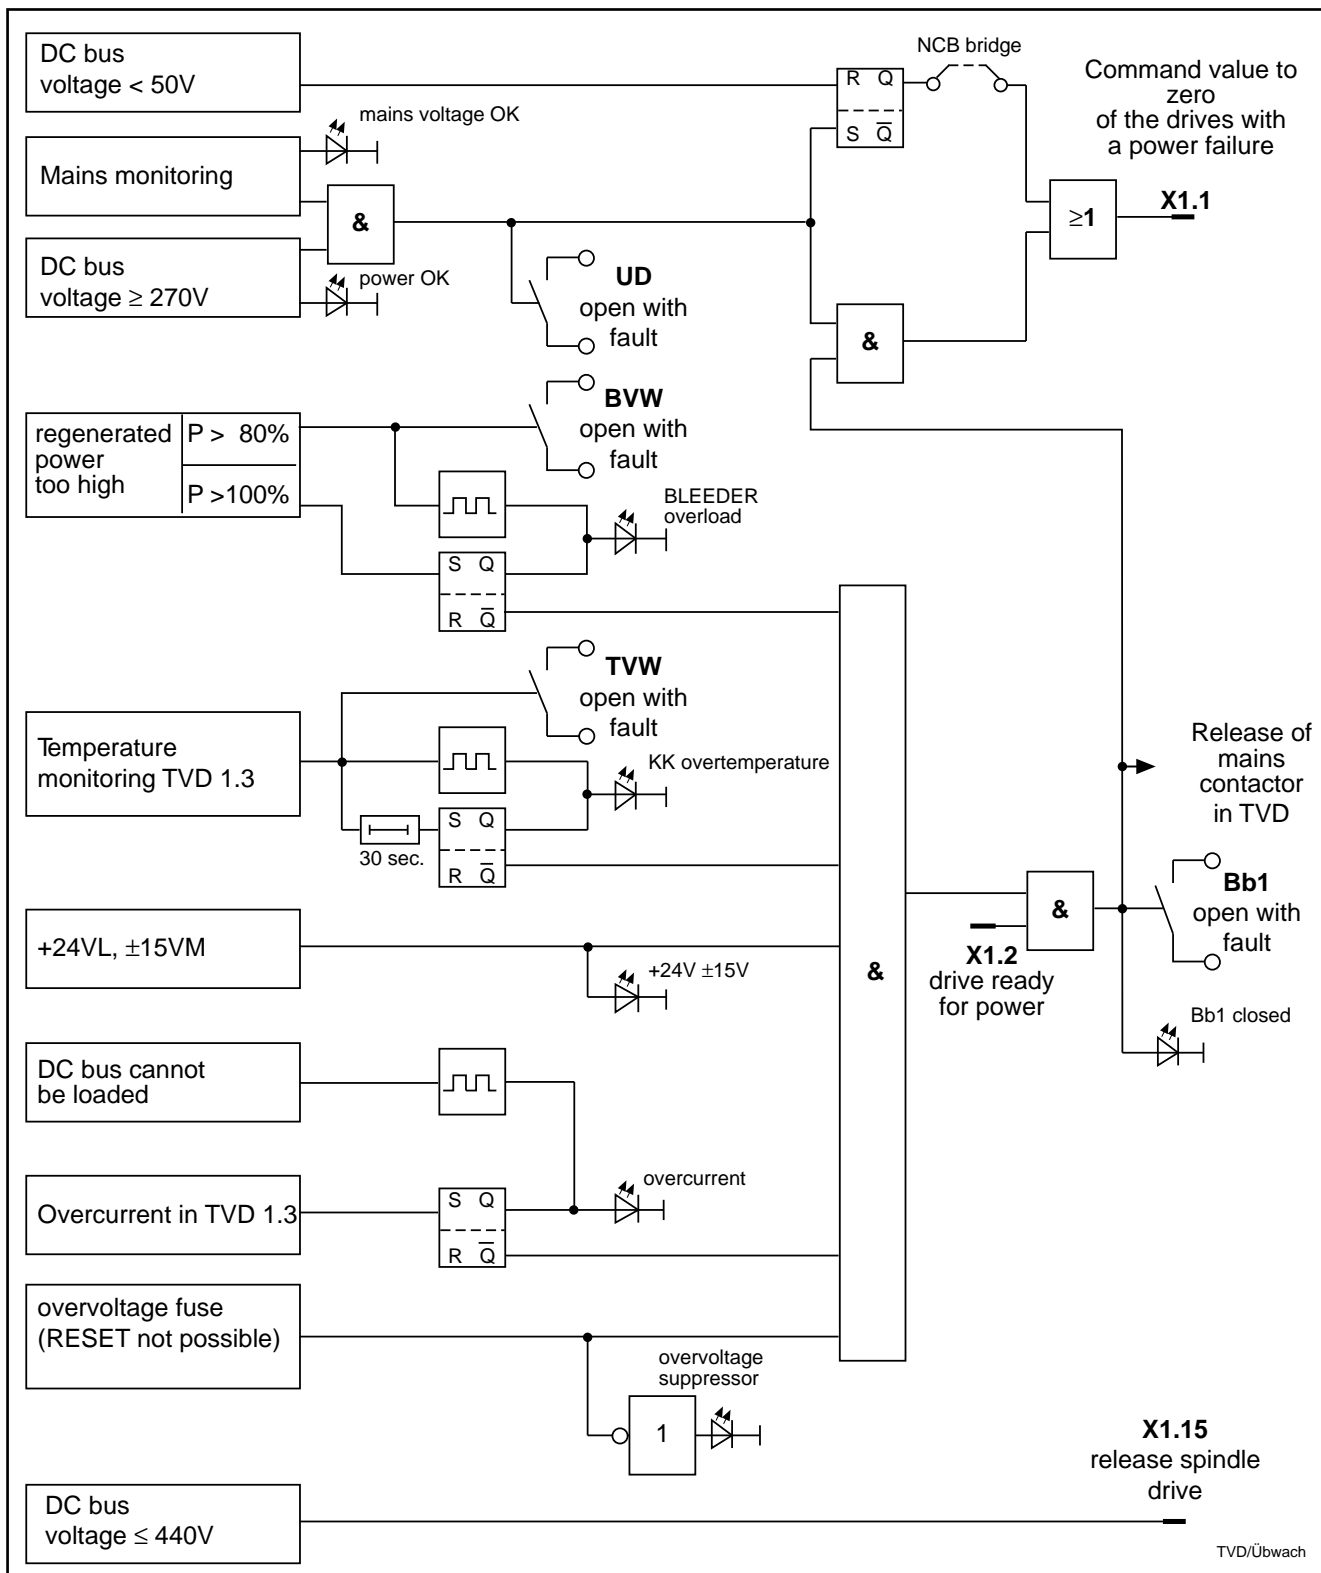 DC bus
voltage < 50V
mains voltage OK
R Q
S Q̅
NCB bridge
Command value to
zero
of the drives with
a power failure
Mains monitoring
&
≥1
X1.1
DC bus
voltage ≥ 270V
power OK
UD
open with
fault
&
BVW
open with
fault
regenerated
power
too high
P > 80%
P >100%
BLEEDER
overload
S Q
R Q̅
TVW
open with
fault
Temperature
monitoring TVD 1.3
KK overtemperature
30 sec.
S Q
R Q̅
Release of
mains
contactor
in TVD
+24VL, ±15VM
+24V ±15V
&
&
X1.2
drive ready
for power
Bb1
open with
fault
Bb1 closed
DC bus cannot
be loaded
Overcurrent in TVD 1.3
S Q
R Q̅
overcurrent
overvoltage fuse
(RESET not possible)
overvoltage
suppressor
1
X1.15
release spindle
drive
DC bus
voltage ≤ 440V
TVD/Übwach